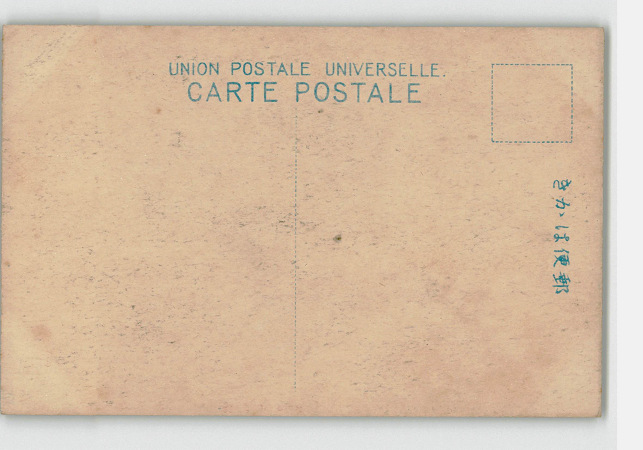 UNION POSTALE UNIVERSELLE.
CARTE POSTALE
きかは便郵